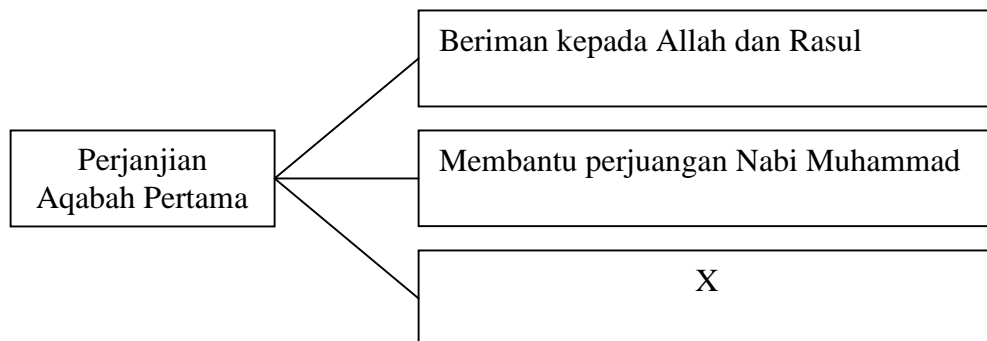 Beriman kepada Allah dan Rasul
Perjanjian
Aqabah Pertama
Membantu perjuangan Nabi Muhammad
X